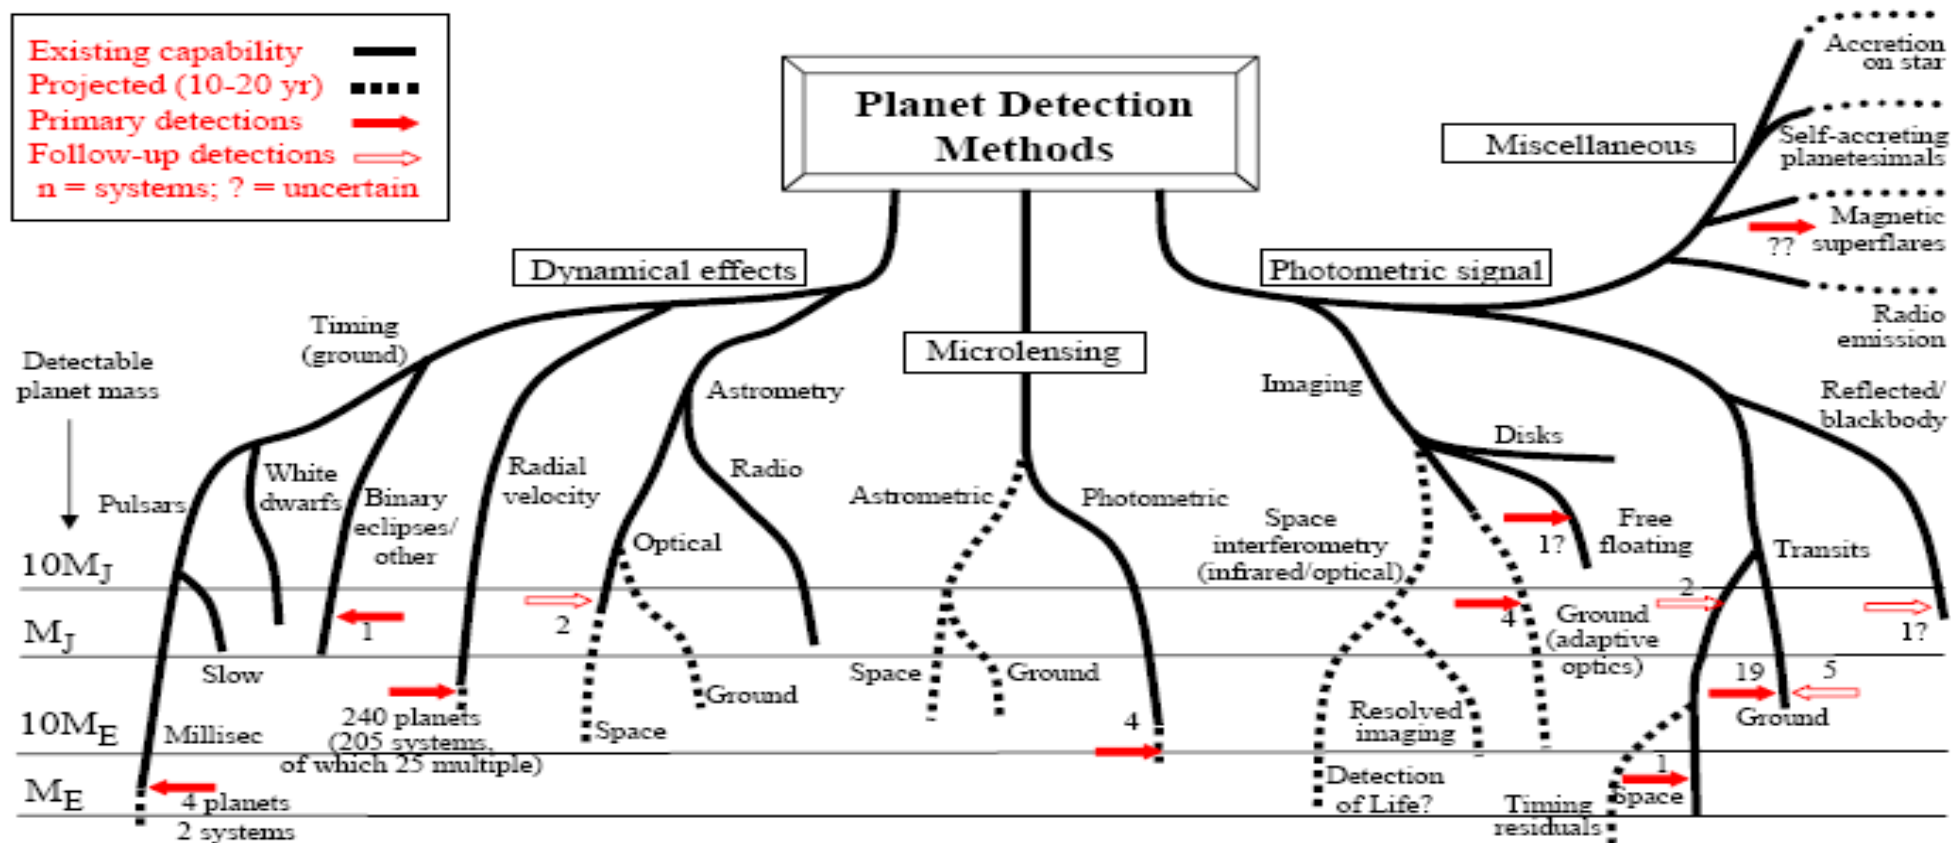 Existing capability
Projected (10-20 yr)
Primary detections
Follow-up detections
n = systems; ? = uncertain
Planet Detection
Methods
Miscellaneous
Accretion
on star
Self-accreting
planetesimals
Magnetic
superflares
??
Radio
emission
Dynamical effects
Photometric signal
Microlensing
Timing
(ground)
Detectable
planet mass
Astrometry
Imaging
Reflected/
blackbody
Disks
Pulsars
White
dwarfs
Binary
eclipses/
other
Radial
velocity
Radio
Optical
Astrometric
Photometric
Space
interferometry
(infrared/optical)
1?
Free
floating
Transits
10MJ
MJ
10ME
ME
1
2
4
Ground
(adaptive
optics)
2
1?
Slow
Space
Ground
Ground
Space
19
5
Ground
Millisec
240 planets
(205 systems,
of which 25 multiple)
4
Resolved
imaging
Detection
of Life?
1
Space
Timing
residuals
4 planets
2 systems